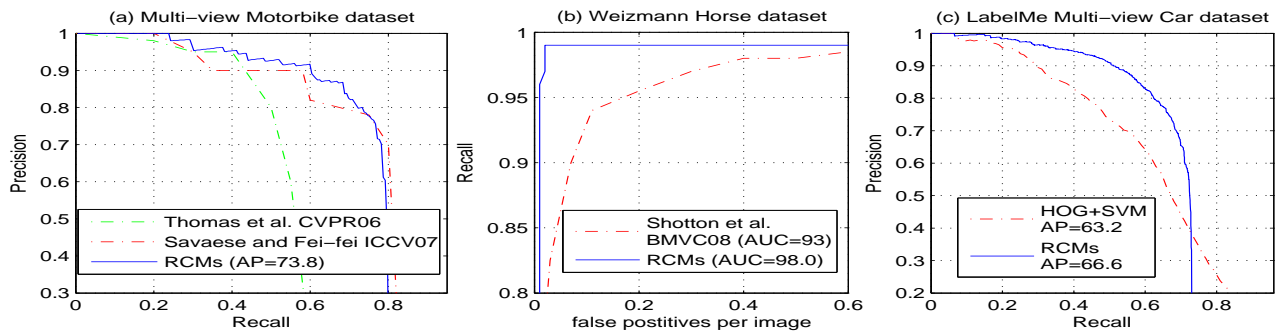 (a) Multi-view Motorbike dataset
1
0.9
0.8
0.7
0.6
0.5
0.4
0.3
Precision
0
0.2
0.4
0.6
0.8
Recall
Thomas et al. CVPR06
Savaese and Fei-fei ICCV07
RCMs (AP=73.8)
(b) Weizmann Horse dataset
1
0.95
0.9
0.85
0.8
Recall
0
0.2
0.4
0.6
false postitives per image
Shotton et al.
BMVC08 (AUC=93)
RCMs (AUC=98.0)
(c) LabelMe Multi-view Car dataset
1
0.9
0.8
0.7
0.6
0.5
0.4
0.3
0.2
Precision
0
0.2
0.4
0.6
0.8
Recall
HOG+SVM
AP=63.2
RCMs
AP=66.6